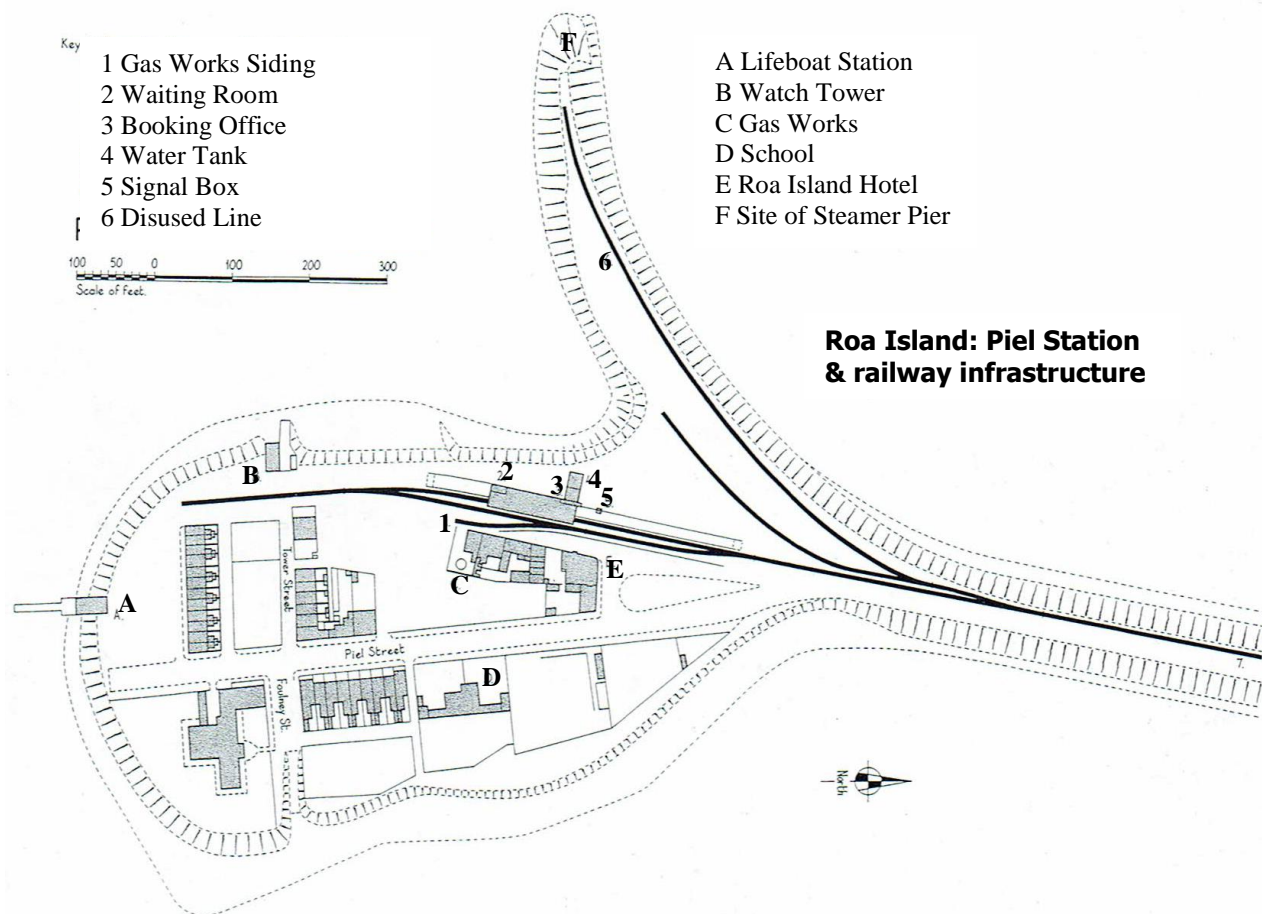 Key
1 Gas Works Siding
2 Waiting Room
3 Booking Office
4 Water Tank
5 Signal Box
6 Disused Line
A Lifeboat Station
B Watch Tower
C Gas Works
D School
E Roa Island Hotel
F Site of Steamer Pier
100 50 0 100 200 300
Scale of feet.
Roa Island: Piel Station
& railway infrastructure
F
6
B
2
3
4
5
1
C
E
A
Tower Street
Piel Street
D
Foulney St.
7.
North